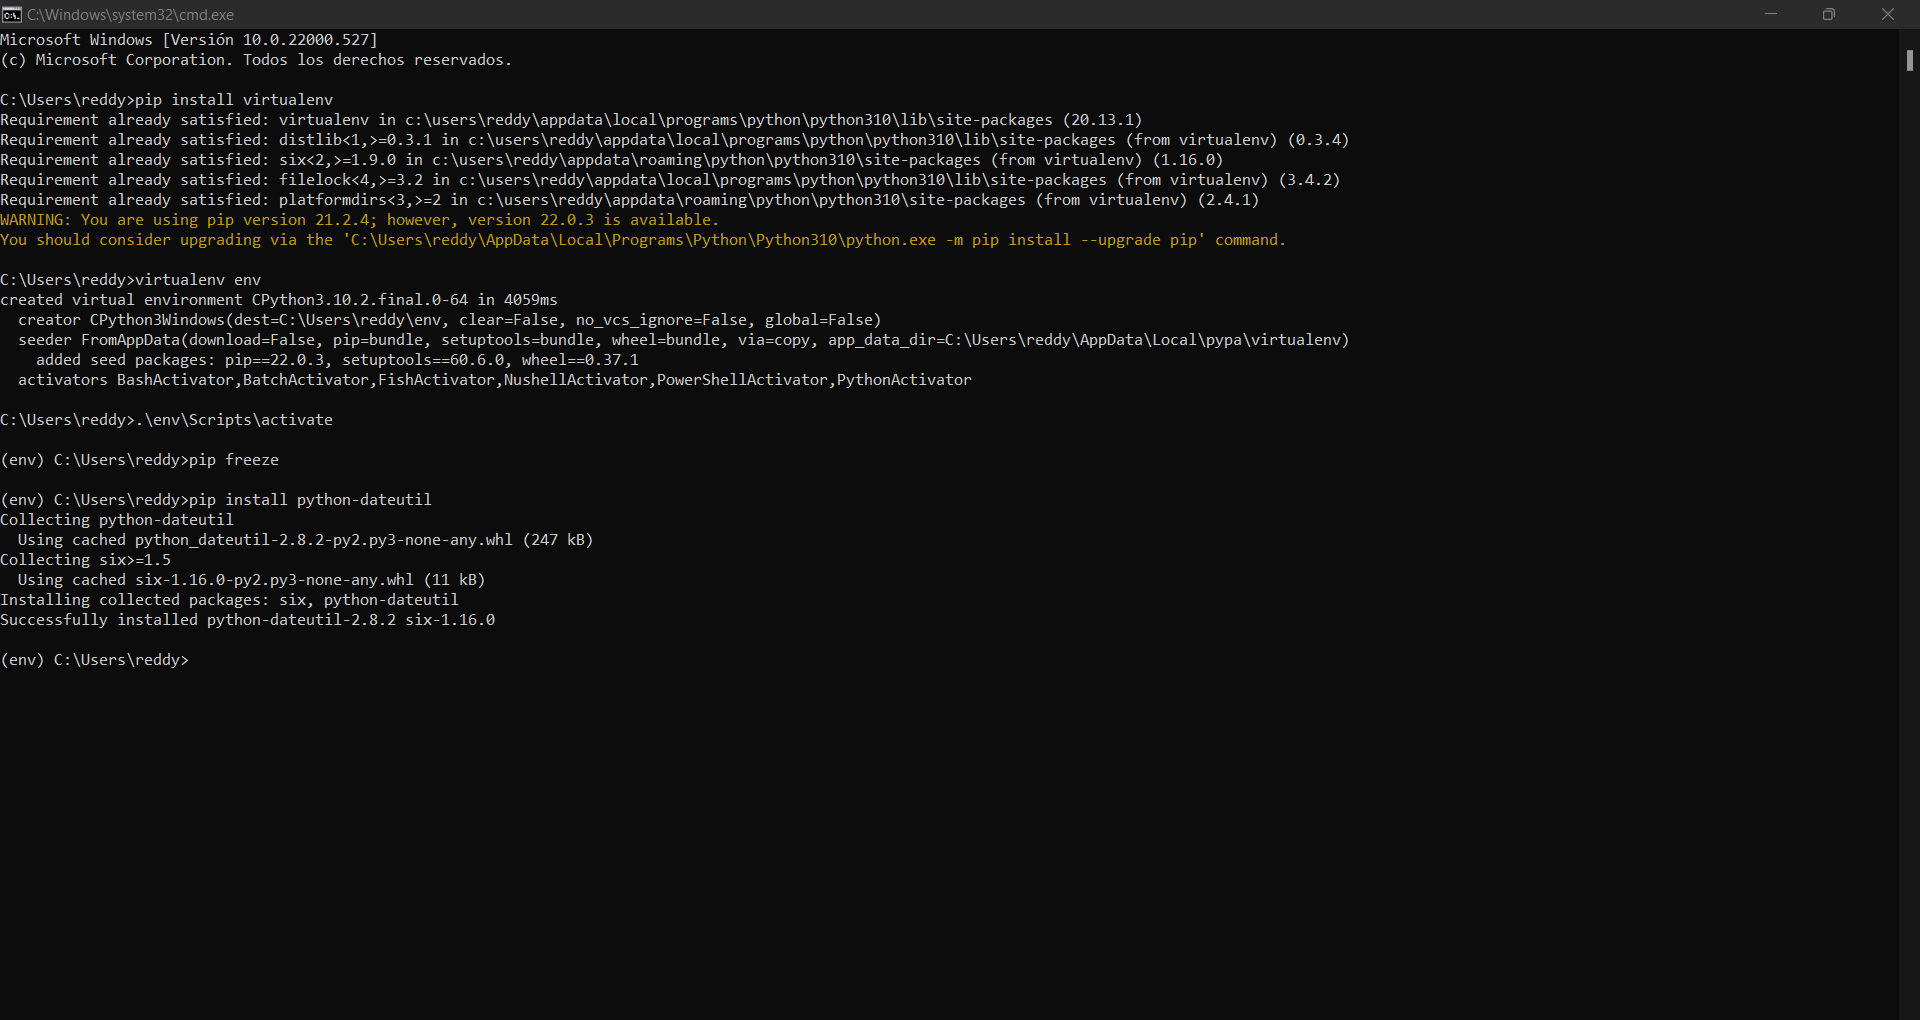 C:\Windows\system32\cmd.exe
Microsoft Windows [Versión 10.0.22000.527]
(c) Microsoft Corporation. Todos los derechos reservados.
C:\Users\reddy>pip install virtualenv
Requirement already satisfied: virtualenv in c:\users\reddy\appdata\local\programs\python\python310\lib\site-packages (20.13.1)
Requirement already satisfied: distlib<1,>=0.3.1 in c:\users\reddy\appdata\local\programs\python\python310\lib\site-packages (from virtualenv) (0.3.4)
Requirement already satisfied: six<2,>=1.9.0 in c:\users\reddy\appdata\roaming\python\python310\site-packages (from virtualenv) (1.16.0)
Requirement already satisfied: filelock<4,>=3.2 in c:\users\reddy\appdata\local\programs\python\python310\lib\site-packages (from virtualenv) (3.4.2)
Requirement already satisfied: platformdirs<3,>=2 in c:\users\reddy\appdata\roaming\python\python310\site-packages (from virtualenv) (2.4.1)
WARNING: You are using pip version 21.2.4; however, version 22.0.3 is available.
You should consider upgrading via the 'C:\Users\reddy\AppData\Local\Programs\Python\Python310\python.exe -m pip install --upgrade pip' command.
C:\Users\reddy>virtualenv env
created virtual environment CPython3.10.2.final.0-64 in 4059ms
  creator CPython3Windows(dest=C:\Users\reddy\env, clear=False, no_vcs_ignore=False, global=False)
  seeder FromAppData(download=False, pip=bundle, setuptools=bundle, wheel=bundle, via=copy, app_data_dir=C:\Users\reddy\AppData\Local\pypa\virtualenv)
    added seed packages: pip==22.0.3, setuptools==60.6.0, wheel==0.37.1
  activators BashActivator,BatchActivator,FishActivator,NushellActivator,PowerShellActivator,PythonActivator
C:\Users\reddy>.\env\Scripts\activate
(env) C:\Users\reddy>pip freeze
(env) C:\Users\reddy>pip install python-dateutil
Collecting python-dateutil
  Using cached python_dateutil-2.8.2-py2.py3-none-any.whl (247 kB)
Collecting six>=1.5
  Using cached six-1.16.0-py2.py3-none-any.whl (11 kB)
Installing collected packages: six, python-dateutil
Successfully installed python-dateutil-2.8.2 six-1.16.0
(env) C:\Users\reddy>